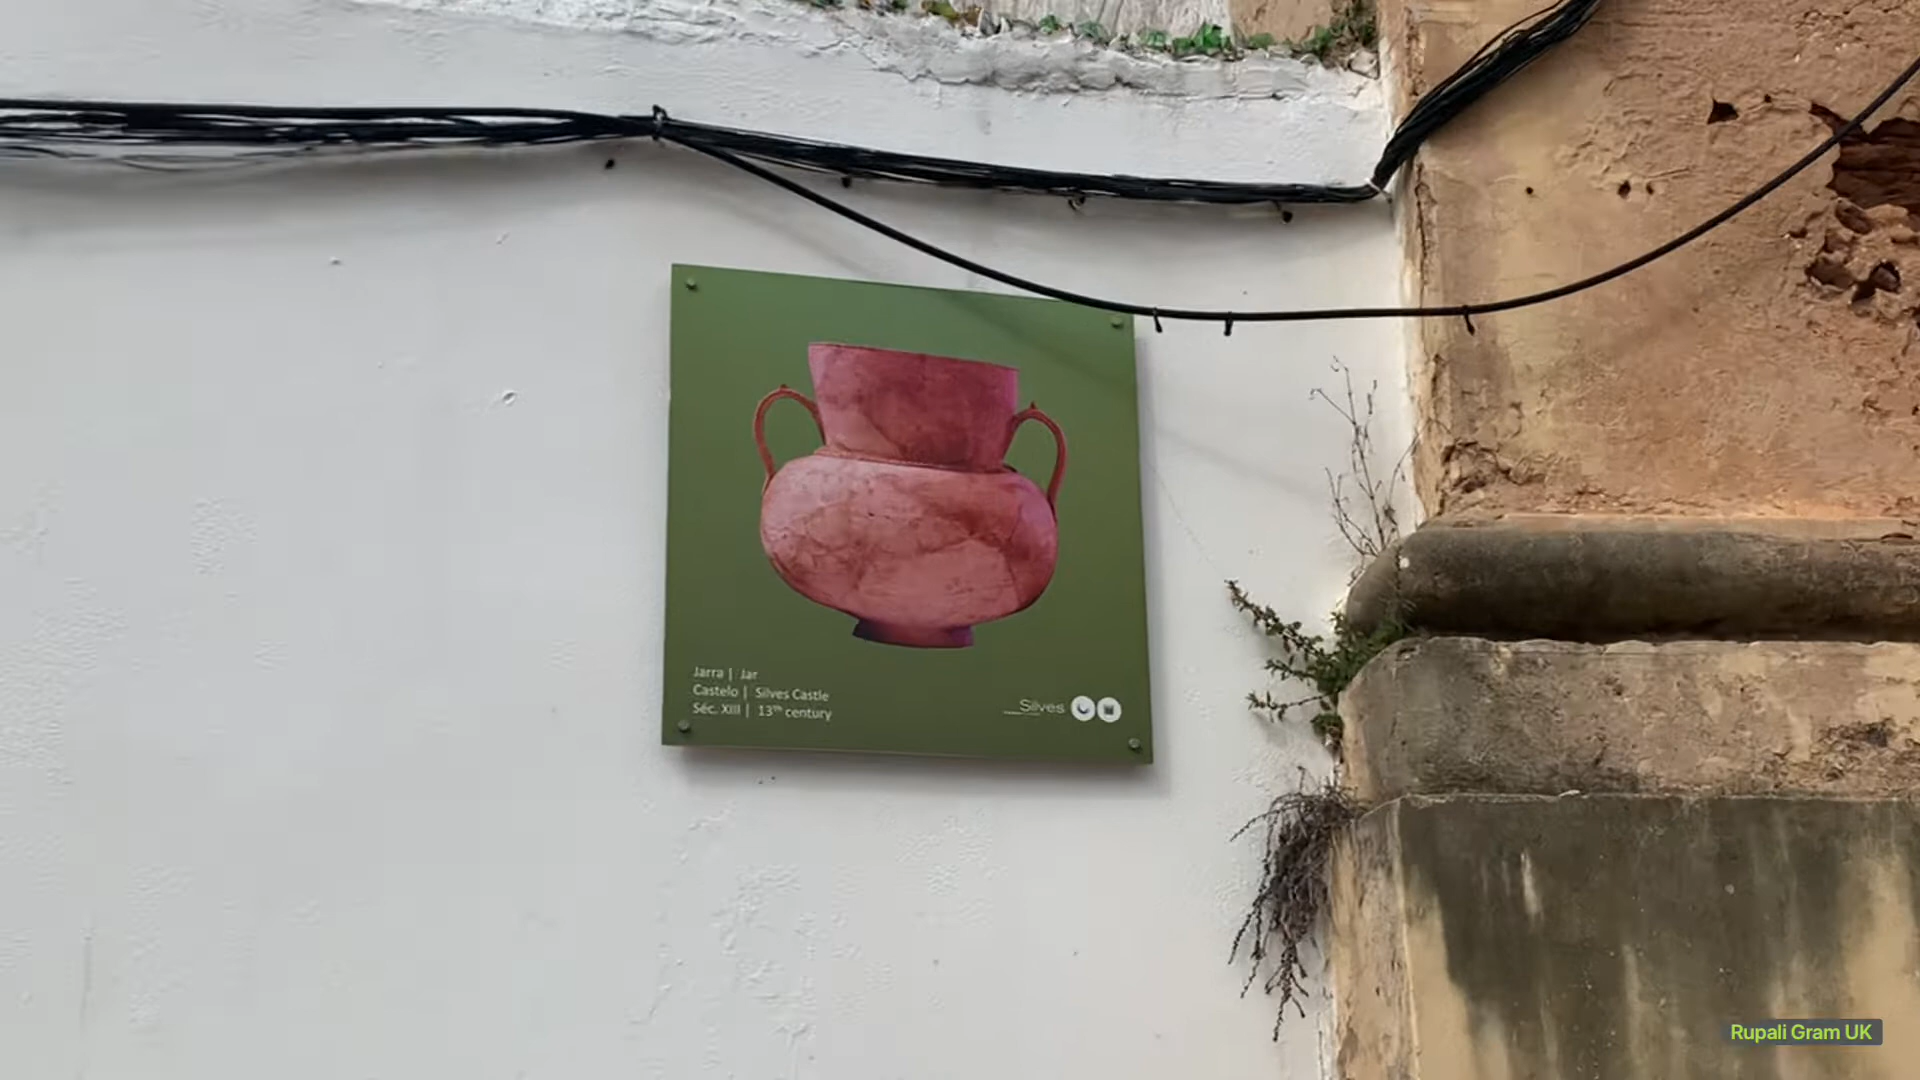 Jarra | Jar
Castelo | Silves Castle
Séc. XIII | 13th century
Silves
Rupali Gram UK